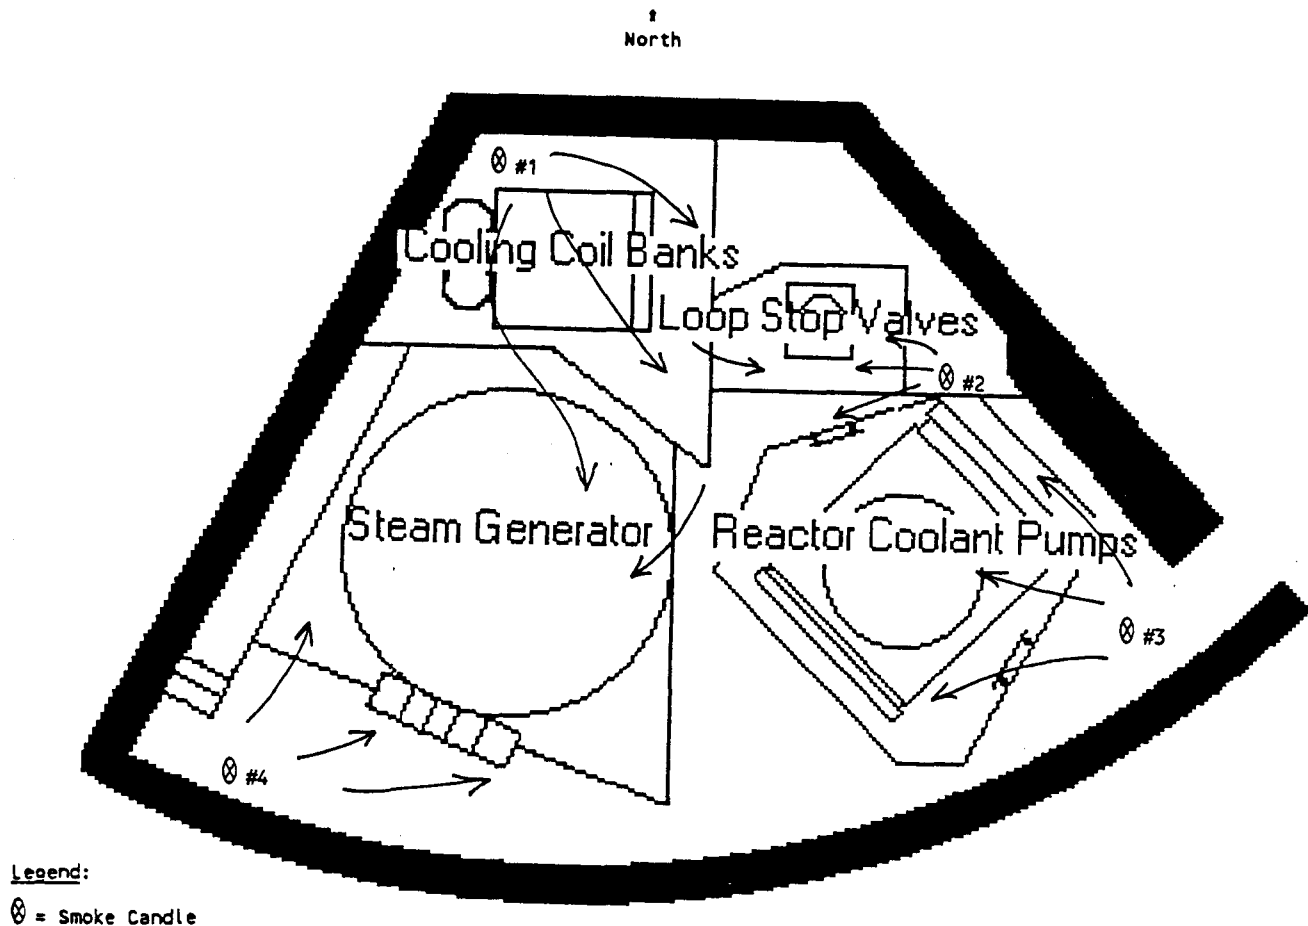 North
#1
Cooling Coil Banks
Loop Stop Valves
#2
Steam Generator
Reactor Coolant Pumps
#3
#4
Legend:
= Smoke Candle